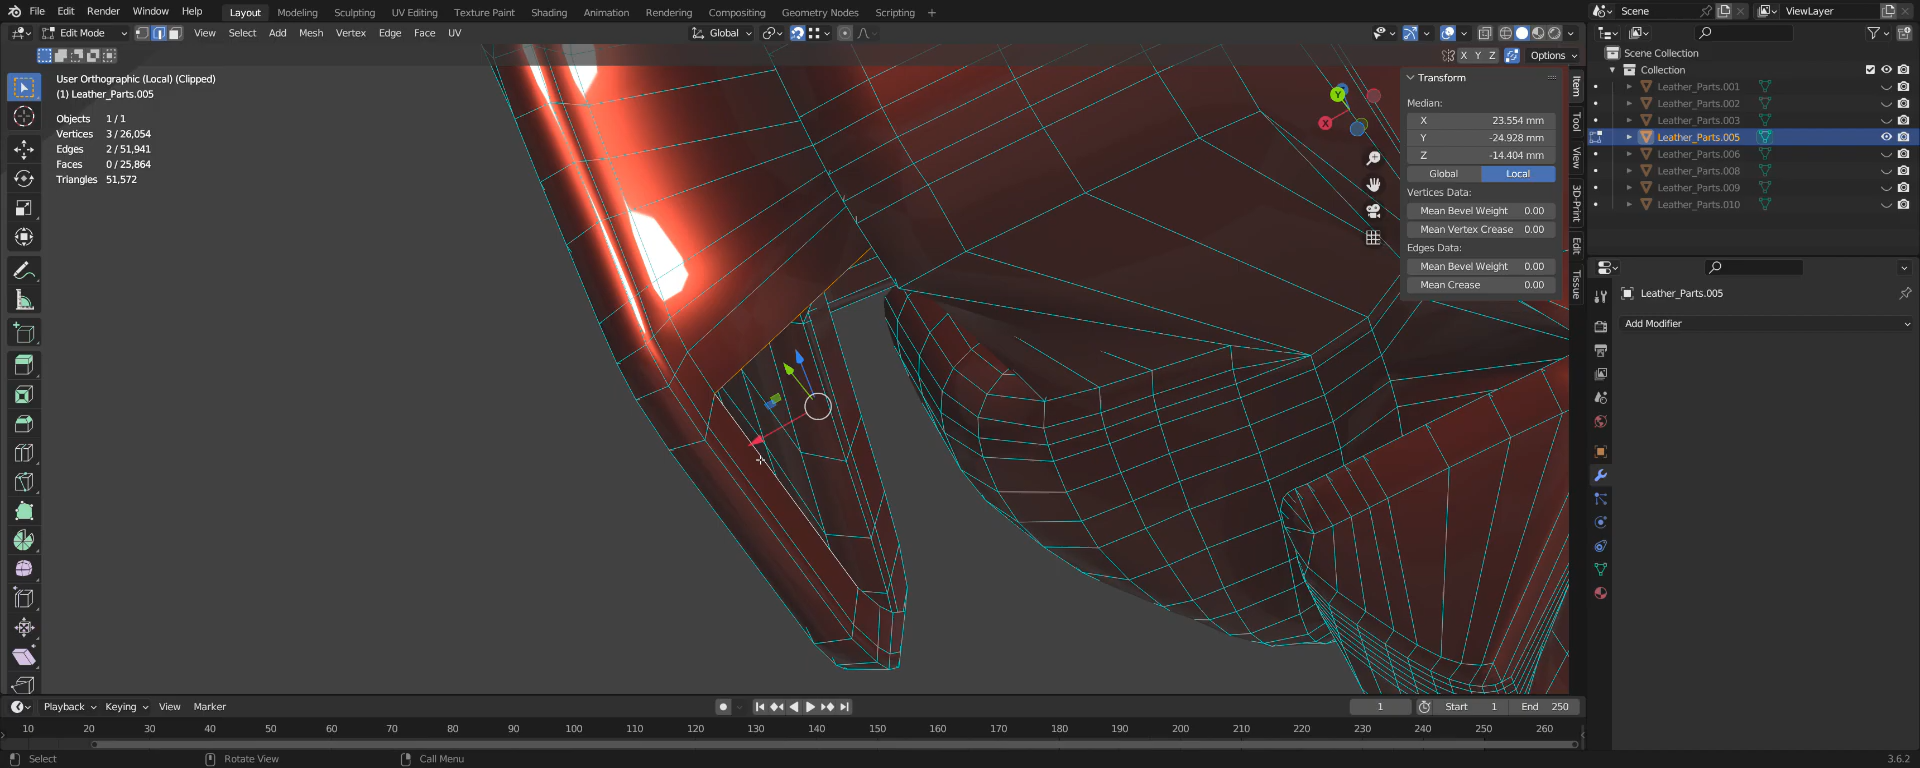 File Edit Render Window Help Layout Modeling Sculpting UV Editing Texture Paint Shading Animation Rendering Compositing Geometry Nodes Scripting + Scene ViewLayer
Edit Mode View Select Add Mesh Vertex Edge Face UV Global
X Y Z Options
User Orthographic (Local) (Clipped)
(1) Leather_Parts.005
Objects 1 / 1
Vertices 3 / 26,054
Edges 2 / 51,941
Faces 0 / 25,864
Triangles 51,572
Y
X
Transform
Median:
X 23.554 mm
Y -24.928 mm
Z -14.404 mm
Global Local
Vertices Data:
Mean Bevel Weight 0.00
Mean Vertex Crease 0.00
Edges Data:
Mean Bevel Weight 0.00
Mean Crease 0.00
Item
Tool
View
3D-Print
Edit
Tissue
Scene Collection
Collection
Leather_Parts.001
Leather_Parts.002
Leather_Parts.003
Leather_Parts.005
Leather_Parts.006
Leather_Parts.008
Leather_Parts.009
Leather_Parts.010
Leather_Parts.005
Add Modifier
Playback Keying View Marker 1 Start 1 End 250
10 20 30 40 50 60 70 80 90 100 110 120 130 140 150 160 170 180 190 200 210 220 230 240 250 260
Select Rotate View Call Menu 3.6.2